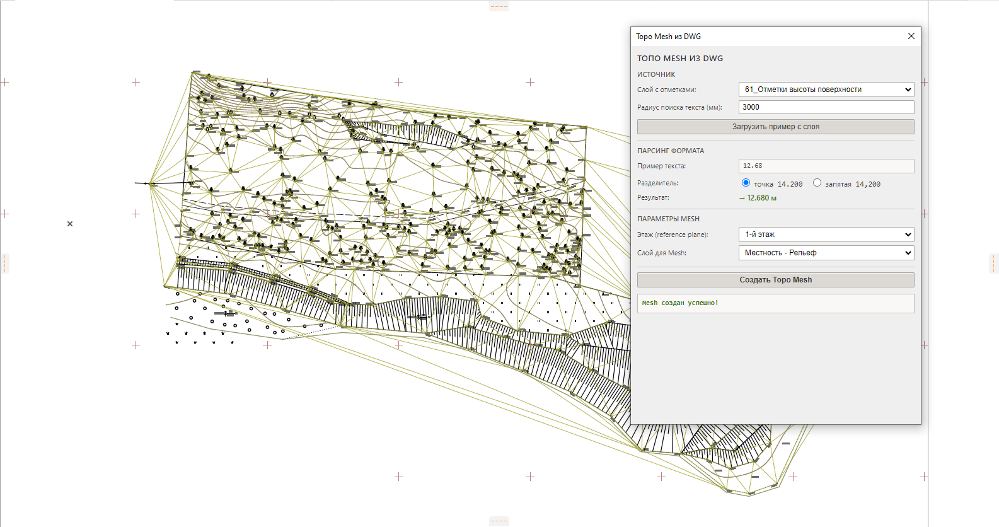 Topo Mesh из DWG
ТОПО MESH ИЗ DWG
ИСТОЧНИК
Слой с отметками: 61_Отметки высоты поверхности
Радиус поиска текста (мм): 3000
Загрузить пример с слоя
ПАРСИНГ ФОРМАТА
Пример текста: 12.68
Разделитель: точка 14.200 запятая 14,200
Результат: → 12.680 м
ПАРАМЕТРЫ MESH
Этаж (reference plane): 1-й этаж
Слой для Mesh: Местность - Рельеф
Создать Topo Mesh
Mesh создан успешно!